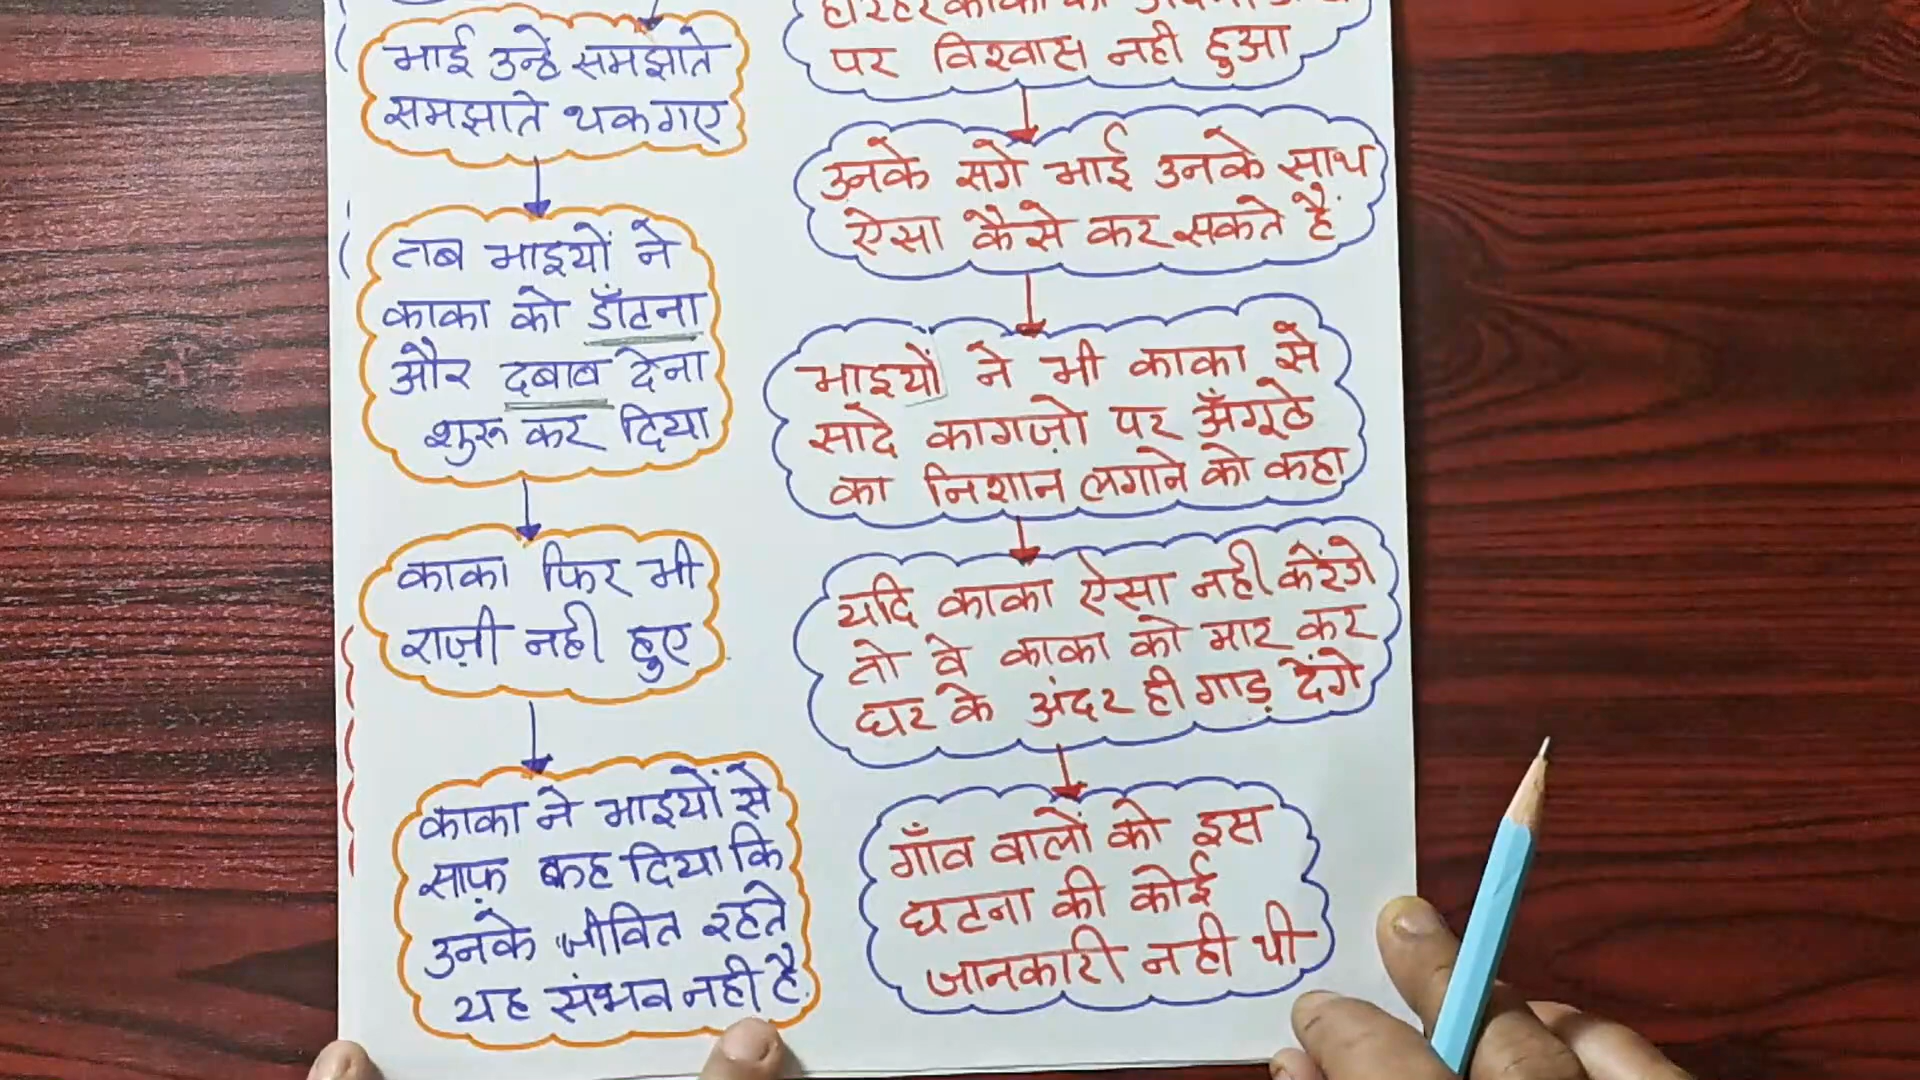 भाई उन्हें समझाते
समझाते थक गए
तब भाइयों ने
काका को डाँटना
और दबाव देना
शुरू कर दिया
काका फिर भी
राज़ी नही हुए
काका ने भाइयों से
साफ़ कह दिया कि
उनके जीवित रहते
यह संभव नही है.
हरिहर काका को
पर विश्वास नही हुआ
उनके सगे भाई उनके साथ
ऐसा कैसे कर सकते हैं
भाइयों ने भी काका से
सादे कागज़ो पर अँगूठे
का निशान लगाने को कहा
यदि काका ऐसा नही करेंगे
तो वे काका को मार कर
घर के अंदर ही गाड़ देंगे
गाँव वालों को इस
घटना की कोई
जानकारी नही थी